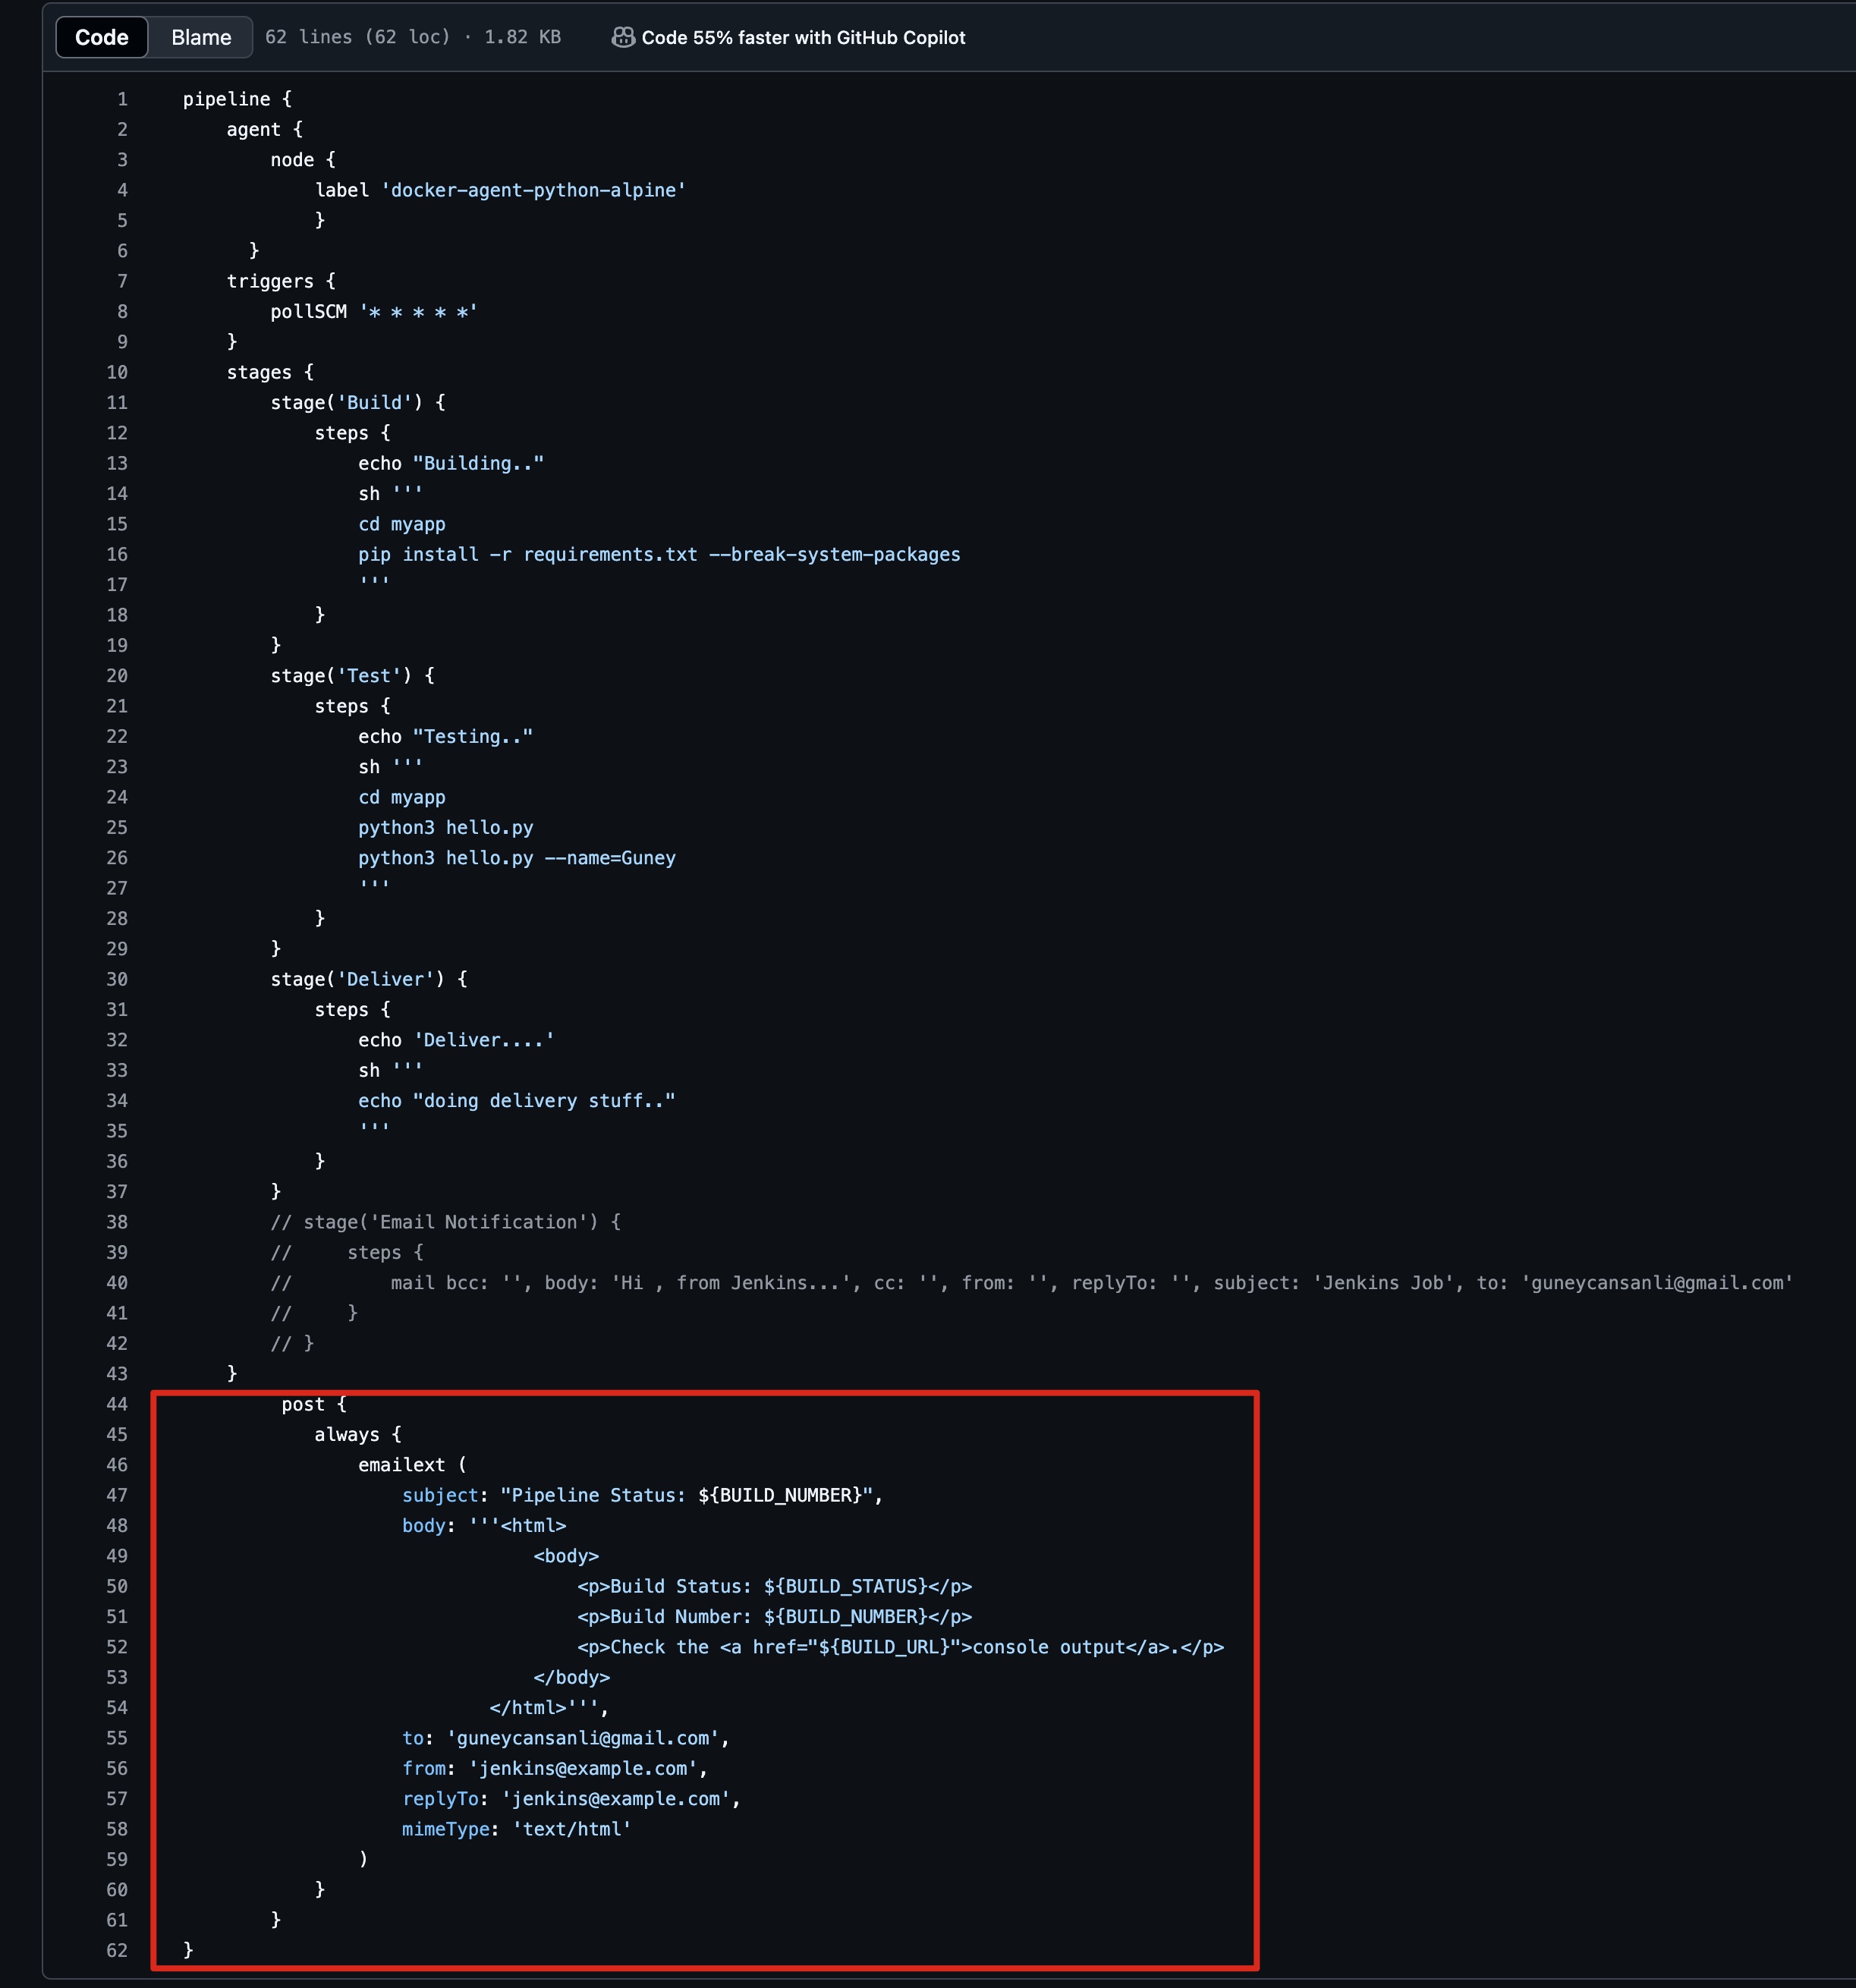 Code Blame 62 lines (62 loc) · 1.82 KB Code 55% faster with GitHub Copilot
1 pipeline {
2     agent {
3         node {
4             label 'docker-agent-python-alpine'
5             }
6       }
7     triggers {
8         pollSCM '* * * * *'
9     }
10     stages {
11         stage('Build') {
12             steps {
13                 echo "Building.."
14                 sh '''
15                 cd myapp
16                 pip install -r requirements.txt --break-system-packages
17                 '''
18             }
19         }
20         stage('Test') {
21             steps {
22                 echo "Testing.."
23                 sh '''
24                 cd myapp
25                 python3 hello.py
26                 python3 hello.py --name=Guney
27                 '''
28             }
29         }
30         stage('Deliver') {
31             steps {
32                 echo 'Deliver....'
33                 sh '''
34                 echo "doing delivery stuff.."
35                 '''
36             }
37         }
38         // stage('Email Notification') {
39         //     steps {
40         //         mail bcc: '', body: 'Hi , from Jenkins...', cc: '', from: '', replyTo: '', subject: 'Jenkins Job', to: 'guneycansanli@gmail.com'
41         //     }
42         // }
43     }
44          post {
45             always {
46                 emailext (
47                     subject: "Pipeline Status: ${BUILD_NUMBER}",
48                     body: '''<html>
49                                 <body>
50                                     <p>Build Status: ${BUILD_STATUS}</p>
51                                     <p>Build Number: ${BUILD_NUMBER}</p>
52                                     <p>Check the <a href="${BUILD_URL}">console output</a>.</p>
53                                 </body>
54                             </html>''',
55                     to: 'guneycansanli@gmail.com',
56                     from: 'jenkins@example.com',
57                     replyTo: 'jenkins@example.com',
58                     mimeType: 'text/html'
59                 )
60             }
61         }
62 }